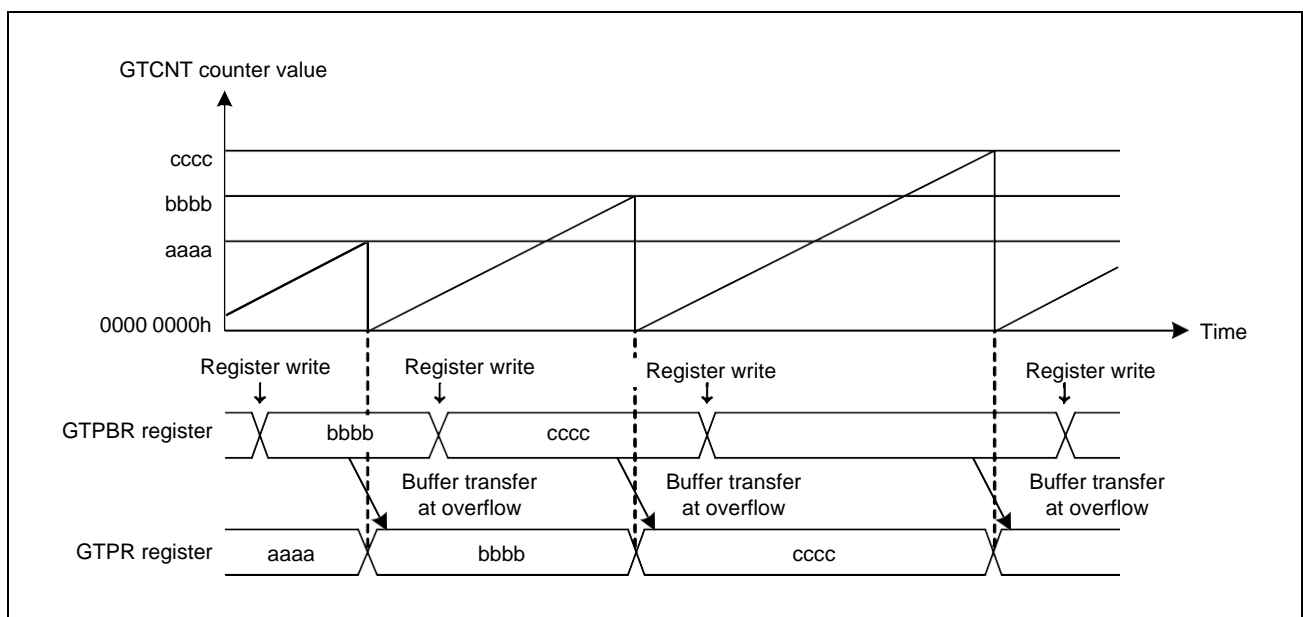 GTCNT counter value
cccc
bbbb
aaaa
0000 0000h
Time
Register write
Register write
Register write
Register write
GTPBR register
bbbb
cccc
Buffer transfer
at overflow
Buffer transfer
at overflow
Buffer transfer
at overflow
GTPR register
aaaa
bbbb
cccc